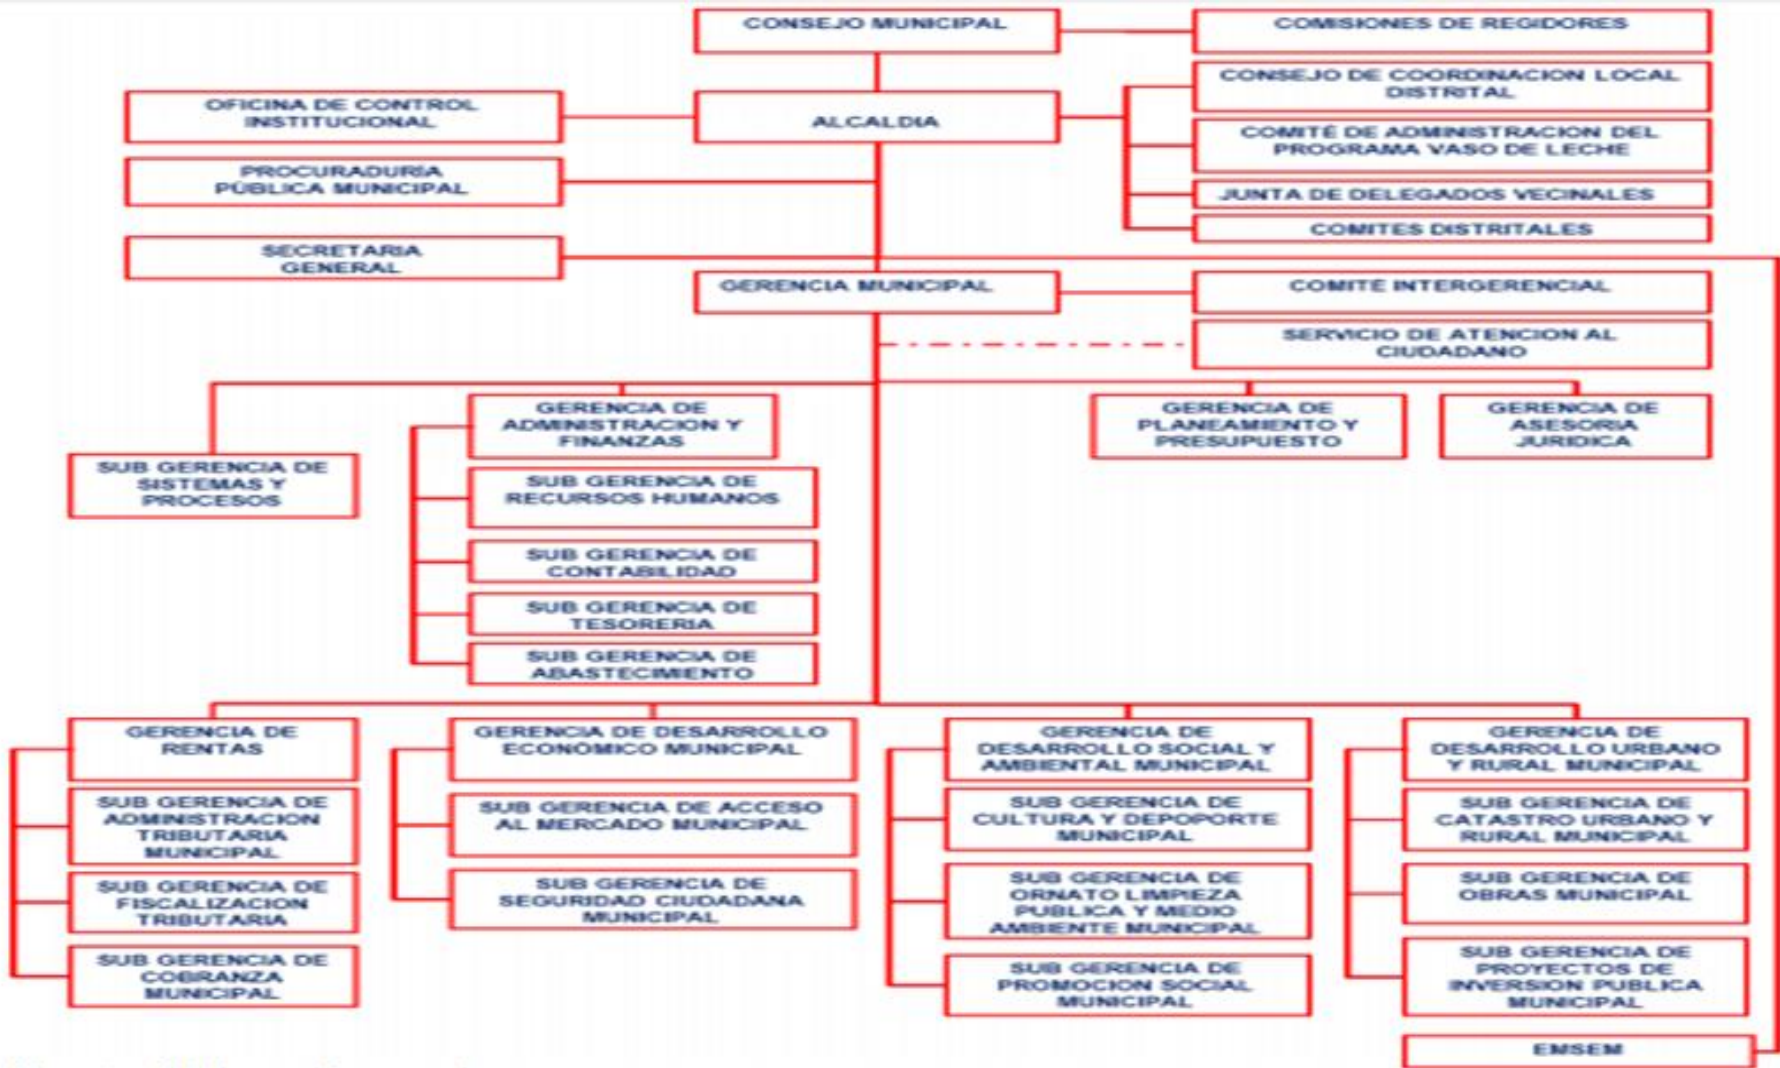 CONSEJO MUNICIPAL
COMISIONES DE REGIDORES
CONSEJO DE COORDINACION LOCAL
DISTRITAL
OFICINA DE CONTROL
INSTITUCIONAL
ALCALDIA
COMITÉ DE ADMINISTRACION DEL
PROGRAMA VASO DE LECHE
PROCURADURÍA
PÚBLICA MUNICIPAL
JUNTA DE DELEGADOS VECINALES
COMITES DISTRITALES
SECRETARIA
GENERAL
GERENCIA MUNICIPAL
COMITÉ INTERGERENCIAL
SERVICIO DE ATENCION AL
CIUDADANO
SUB GERENCIA DE
SISTEMAS Y
PROCESOS
GERENCIA DE
ADMINISTRACION Y
FINANZAS
SUB GERENCIA DE
RECURSOS HUMANOS
SUB GERENCIA DE
CONTABILIDAD
SUB GERENCIA DE
TESORERIA
SUB GERENCIA DE
ABASTECIMIENTO
GERENCIA DE
PLANEAMIENTO Y
PRESUPUESTO
GERENCIA DE
ASESORIA
JURIDICA
GERENCIA DE
RENTAS
SUB GERENCIA DE
ADMINISTRACION
TRIBUTARIA
MUNICIPAL
SUB GERENCIA DE
FISCALIZACION
TRIBUTARIA
SUB GERENCIA DE
COBRANZA
MUNICIPAL
GERENCIA DE DESARROLLO
ECONOMICO MUNICIPAL
SUB GERENCIA DE ACCESO
AL MERCADO MUNICIPAL
SUB GERENCIA DE
SEGURIDAD CIUDADANA
MUNICIPAL
GERENCIA DE
DESARROLLO SOCIAL Y
AMBIENTAL MUNICIPAL
SUB GERENCIA DE
CULTURA Y DEPOPORTE
MUNICIPAL
SUB GERENCIA DE
ORNATO LIMPIEZA
PUBLICA Y MEDIO
AMBIENTE MUNICIPAL
SUB GERENCIA DE
PROMOCION SOCIAL
MUNICIPAL
GERENCIA DE
DESARROLLO URBANO
Y RURAL MUNICIPAL
SUB GERENCIA DE
CATASTRO URBANO Y
RURAL MUNICIPAL
SUB GERENCIA DE
OBRAS MUNICIPAL
SUB GERENCIA DE
PROYECTOS DE
INVERSION PUBLICA
MUNICIPAL
EMSEM